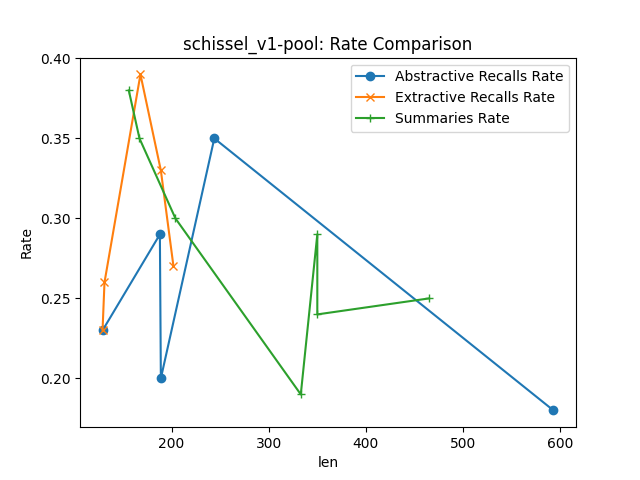 schissel_v1-pool: Rate Comparison
Abstractive Recalls Rate
Extractive Recalls Rate
Summaries Rate
Rate
0.40
0.35
0.30
0.25
0.20
200
300
400
500
600
len